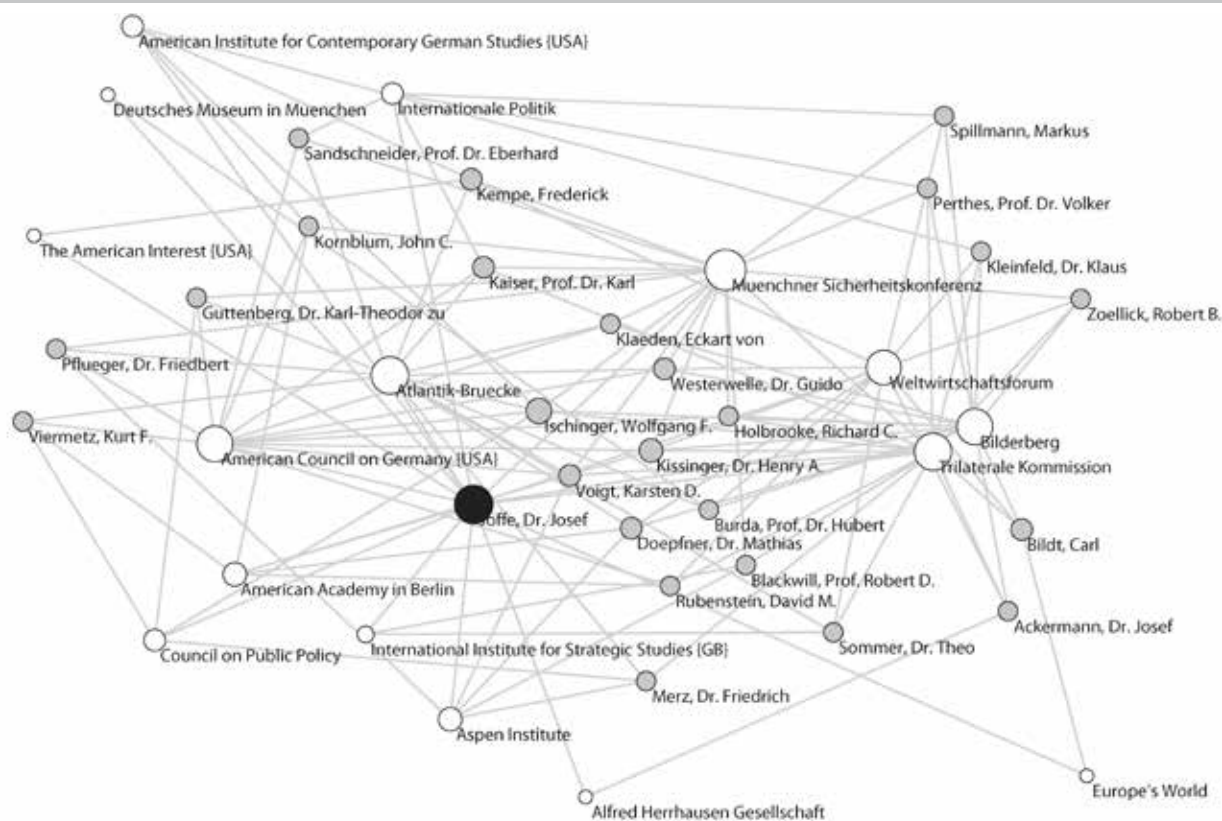 American Institute for Contemporary German Studies {USA}
Deutsches Museum in Muenchen
Internationale Politik
Spillmann, Markus
Sandschneider, Prof. Dr. Eberhard
Kempe, Frederick
Perthes, Prof. Dr. Volker
The American Interest {USA}
Kornblum, John C.
Kaiser, Prof. Dr. Karl
Muenchner Sicherheitskonferenz
Kleinfeld, Dr. Klaus
Guttenberg, Dr. Karl-Theodor zu
Zoellick, Robert B.
Klaeden, Eckart von
Pflueger, Dr. Friedbert
Atlantik-Bruecke
Westerwelle, Dr. Guido
Weltwirtschaftsforum
Viermetz, Kurt F.
Ischinger, Wolfgang F.
Holbrooke, Richard C.
Bilderberg
American Council on Germany {USA}
Kissinger, Dr. Henry A.
Trilaterale Kommission
Voigt, Karsten D.
Joffe, Dr. Josef
Burda, Prof. Dr. Hubert
Doepfner, Dr. Mathias
Bildt, Carl
American Academy in Berlin
Blackwill, Prof. Robert D.
Rubenstein, David M.
Ackermann, Dr. Josef
Council on Public Policy
International Institute for Strategic Studies {GB}
Sommer, Dr. Theo
Merz, Dr. Friedrich
Aspen Institute
Europe's World
Alfred Herrhausen Gesellschaft